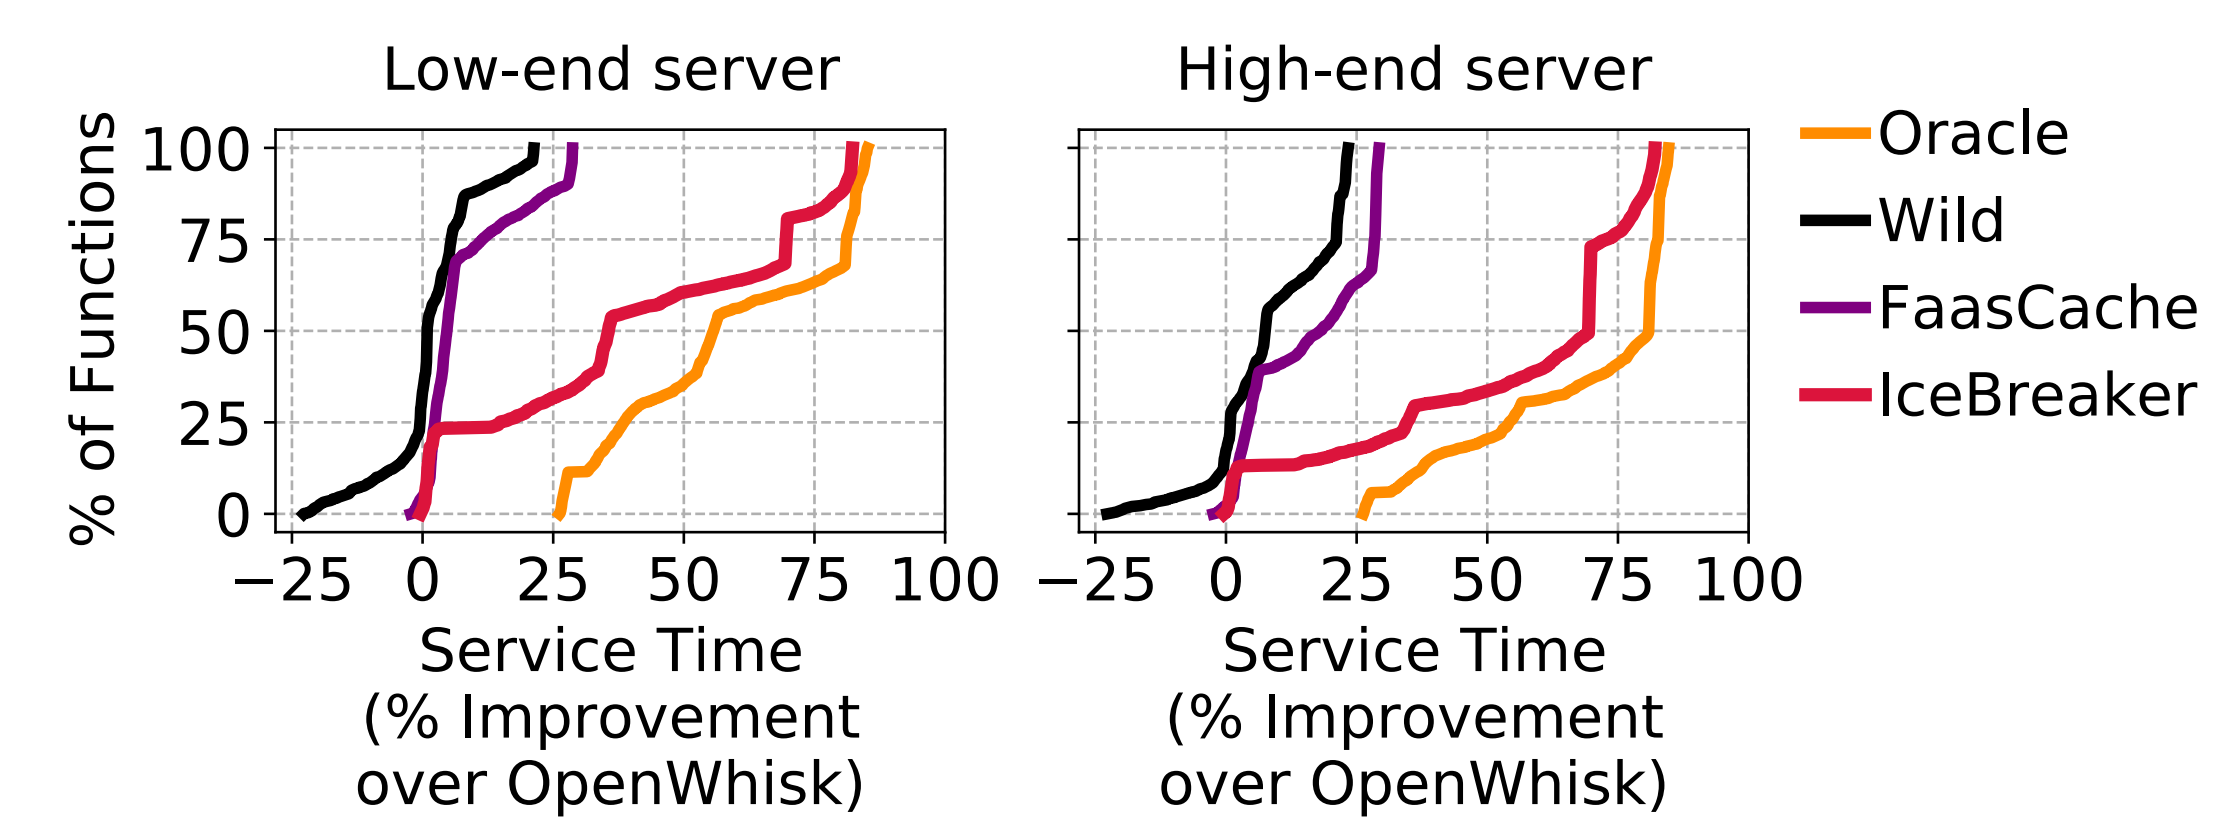 Low-end server
High-end server
% of Functions
100
75
50
25
0
−25 0 25 50 75 100
−25 0 25 50 75 100
Service Time
(% Improvement
over OpenWhisk)
Service Time
(% Improvement
over OpenWhisk)
Oracle
Wild
FaasCache
IceBreaker